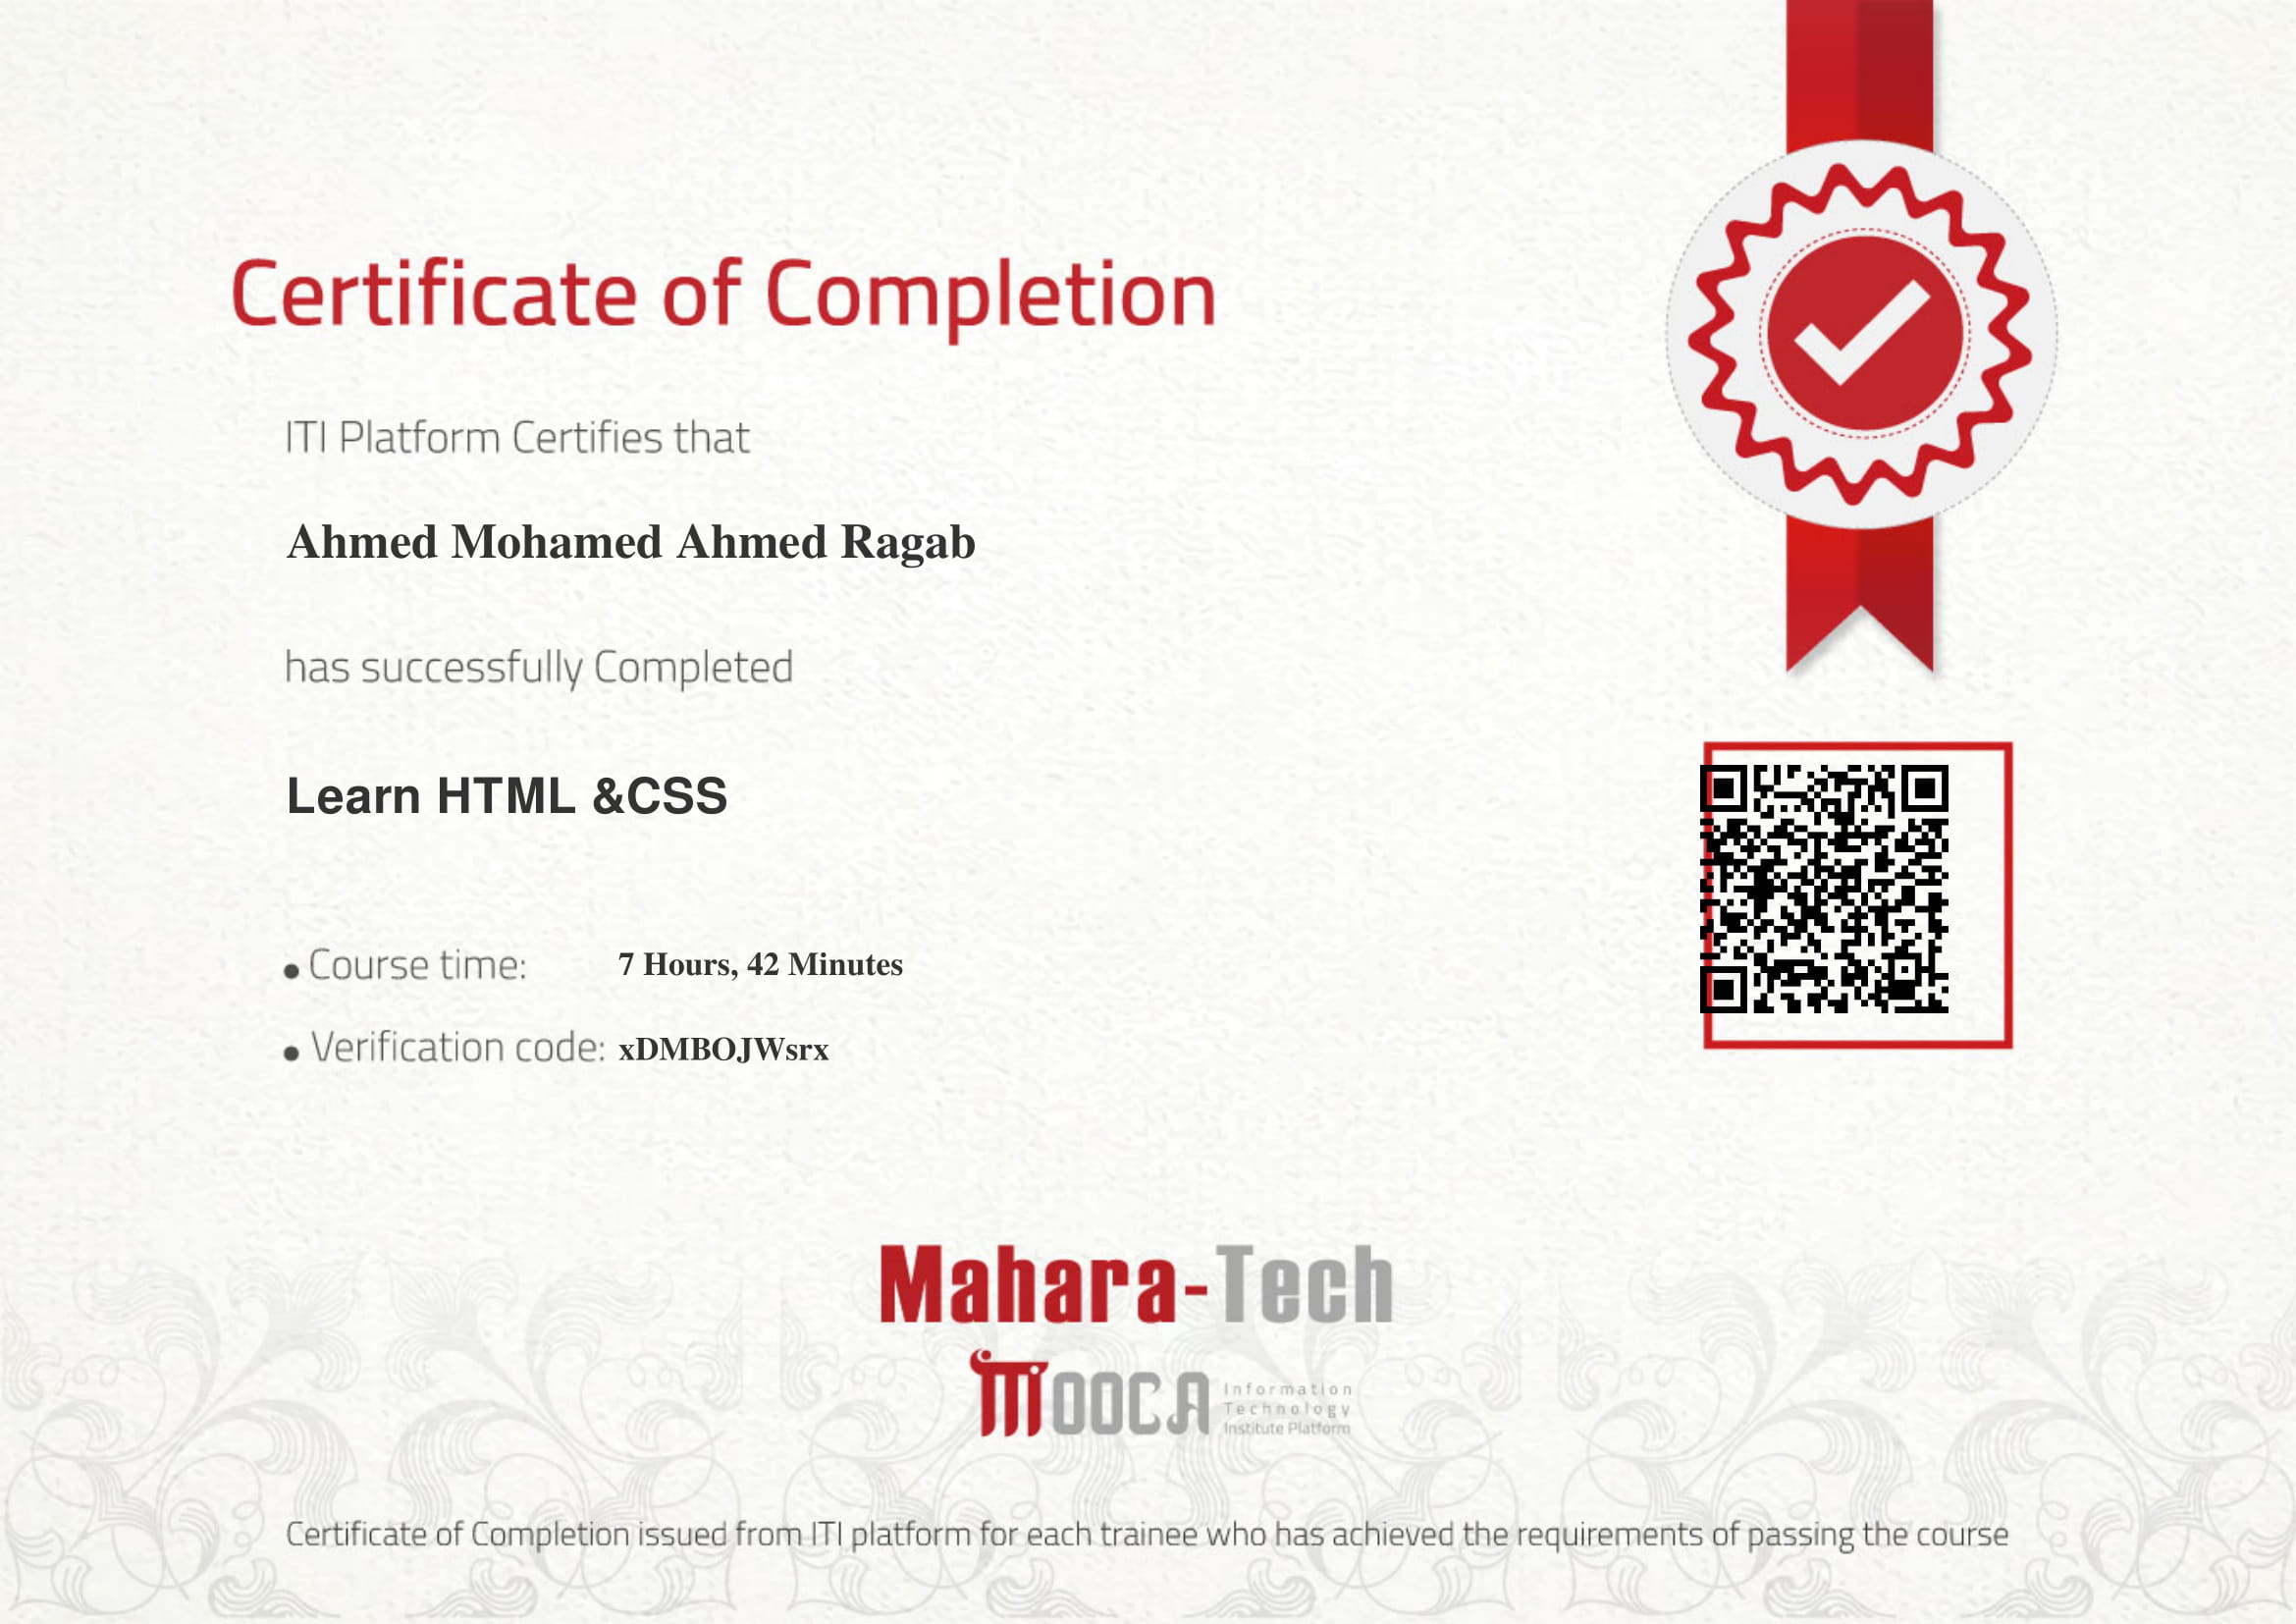 Certificate of Completion
ITI Platform Certifies that
Ahmed Mohamed Ahmed Ragab
has successfully Completed
Learn HTML &CSS
• Course time: 7 Hours, 42 Minutes
• Verification code: xDMBOJWsrx
Mahara-Tech
ITIMOOCA
Information
Technology
Institute Platform
Certificate of Completion issued from ITI platform for each trainee who has achieved the requirements of passing the course